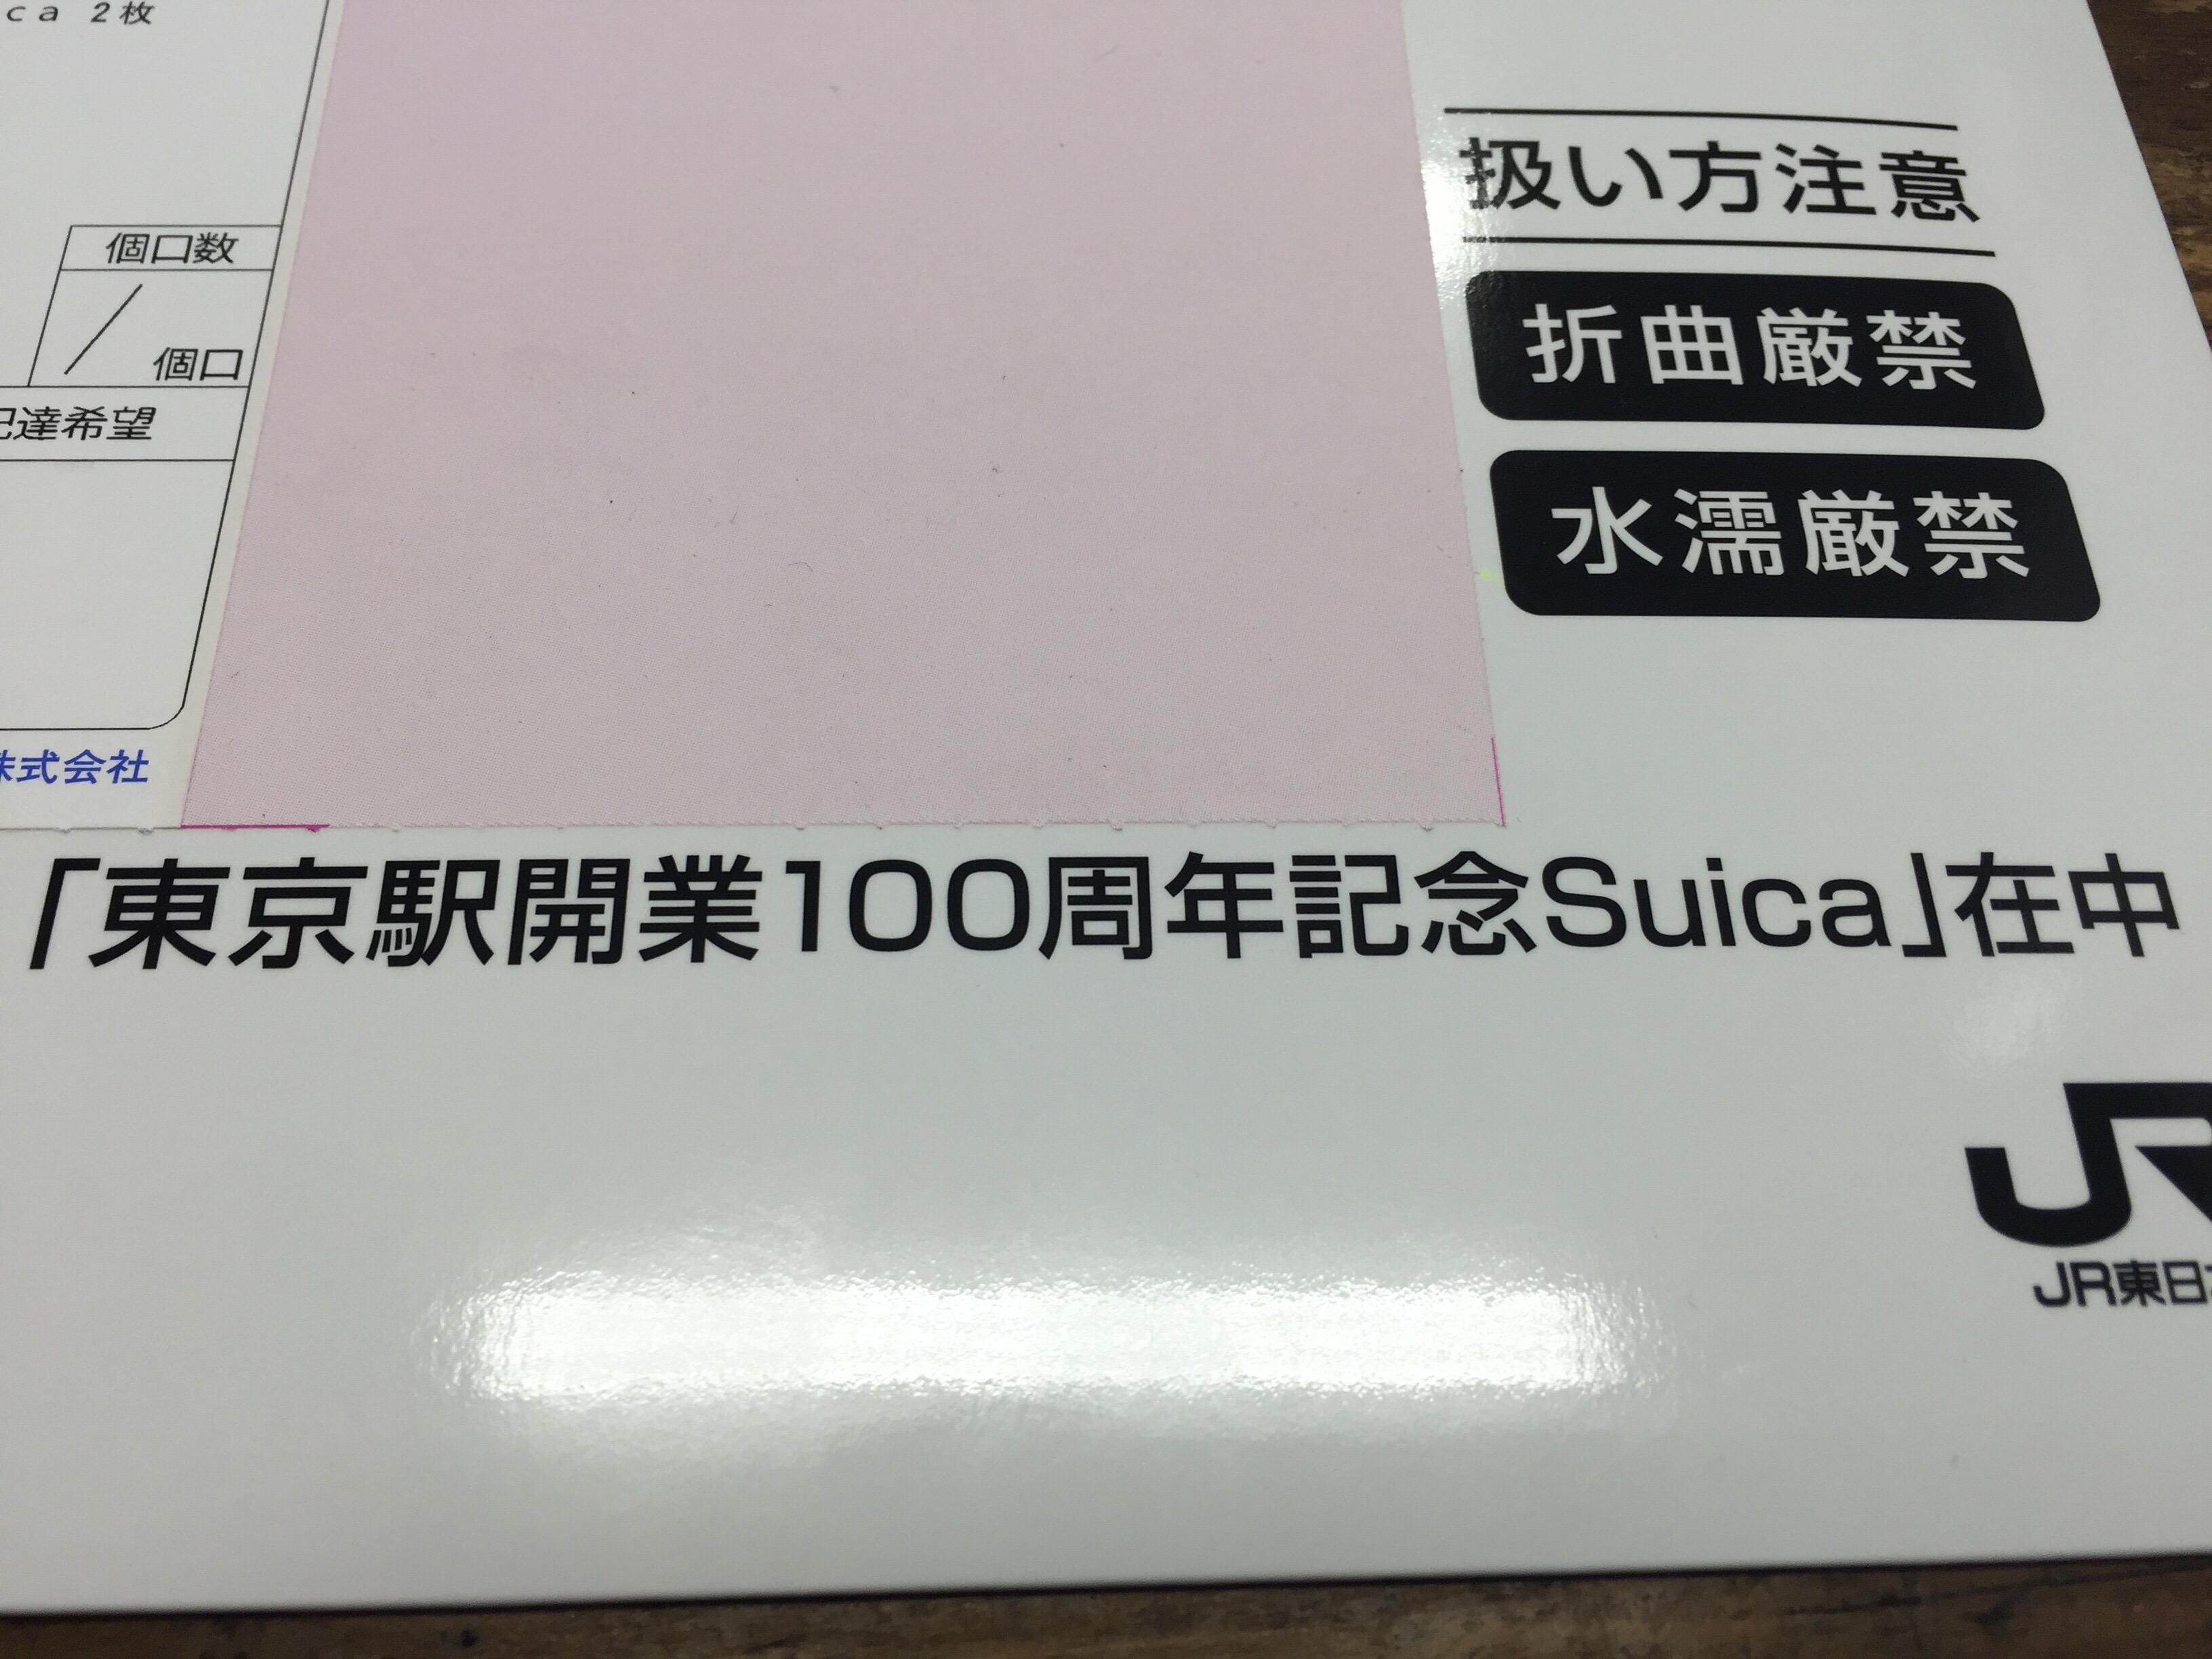 ca 2枚
扱い方注意
個口数
折曲厳禁
個口
達希望
水濡厳禁
株式会社
「東京駅開業100周年記念Suica」在中
JR
JR東日